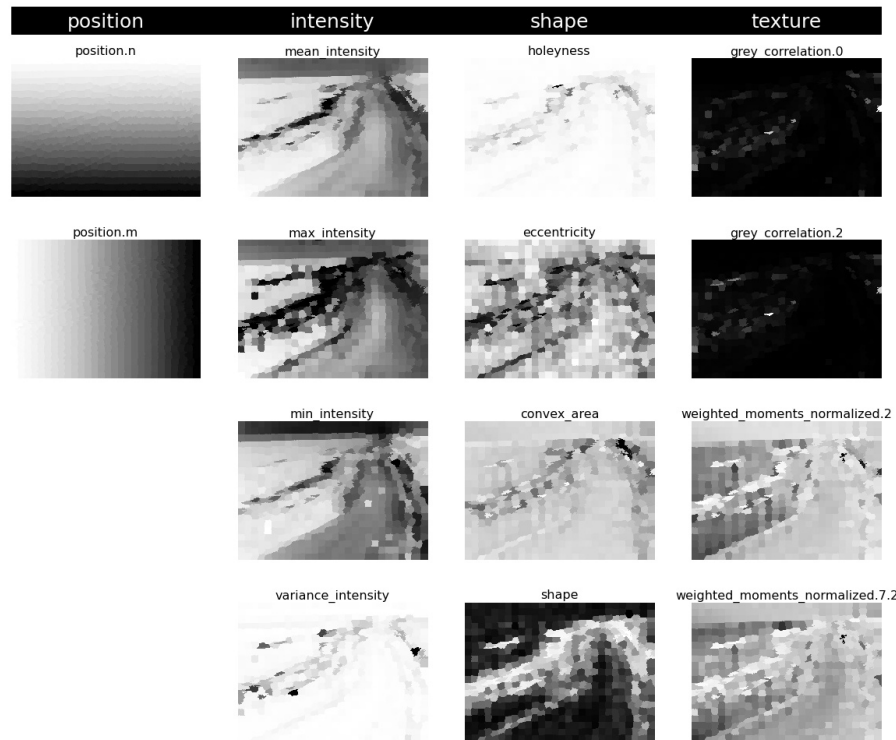 position intensity shape texture
position.n mean_intensity holeyness grey_correlation.0
position.m max_intensity eccentricity grey_correlation.2
min_intensity convex_area weighted_moments_normalized.2
variance_intensity shape weighted_moments_normalized.7.2